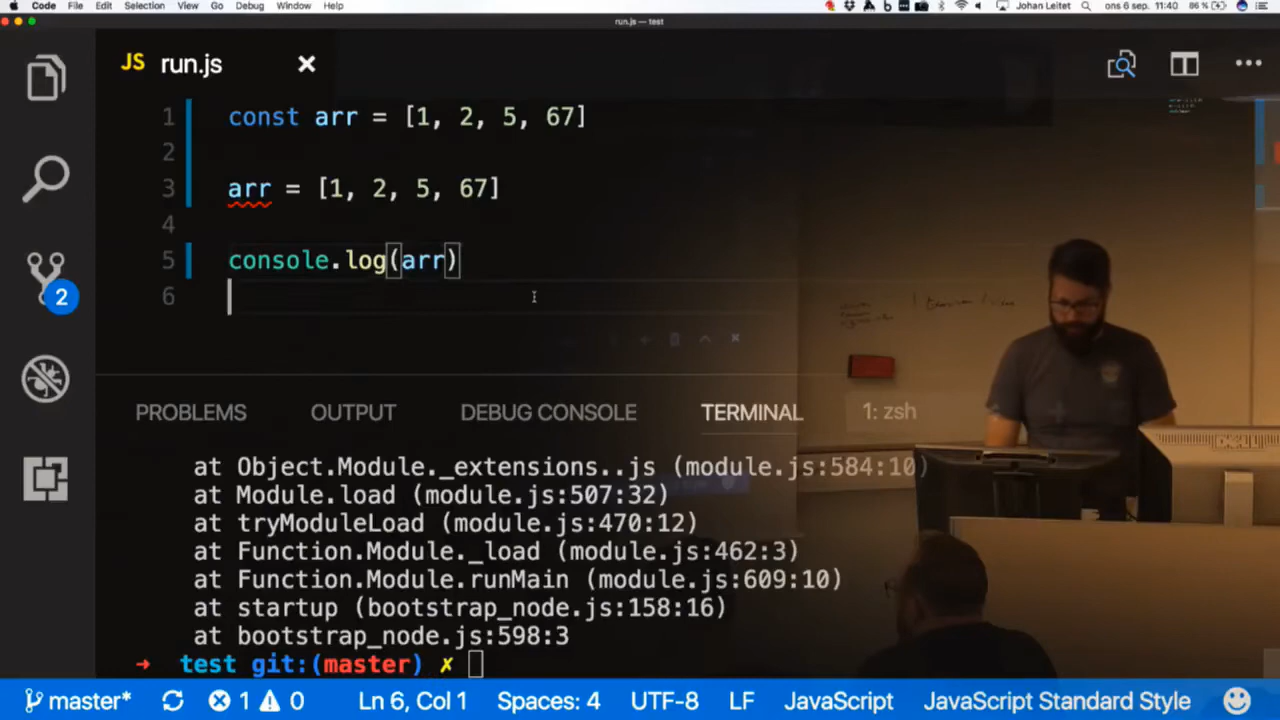 Code File Edit Selection View Go Debug Window Help Johan Leitet ons 6 sep. 11:40 86 %
run.js — test
JS run.js
1 const arr = [1, 2, 5, 67]
2
3 arr = [1, 2, 5, 67]
4
5 console.log(arr)
6
2
PROBLEMS OUTPUT DEBUG CONSOLE TERMINAL 1: zsh
at Object.Module._extensions..js (module.js:584:10)
at Module.load (module.js:507:32)
at tryModuleLoad (module.js:470:12)
at Function.Module._load (module.js:462:3)
at Function.Module.runMain (module.js:609:10)
at startup (bootstrap_node.js:158:16)
at bootstrap_node.js:598:3
➜ test git:(master) ✗
master* 1 0 Ln 6, Col 1 Spaces: 4 UTF-8 LF JavaScript JavaScript Standard Style
DELL